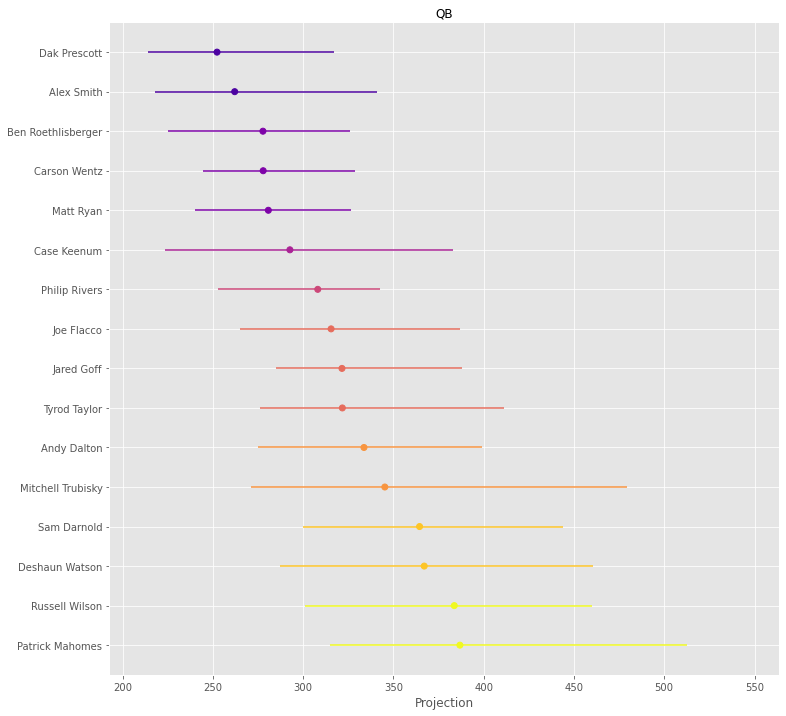 QB
Dak Prescott
Alex Smith
Ben Roethlisberger
Carson Wentz
Matt Ryan
Case Keenum
Philip Rivers
Joe Flacco
Jared Goff
Tyrod Taylor
Andy Dalton
Mitchell Trubisky
Sam Darnold
Deshaun Watson
Russell Wilson
Patrick Mahomes
200 250 300 350 400 450 500 550
Projection